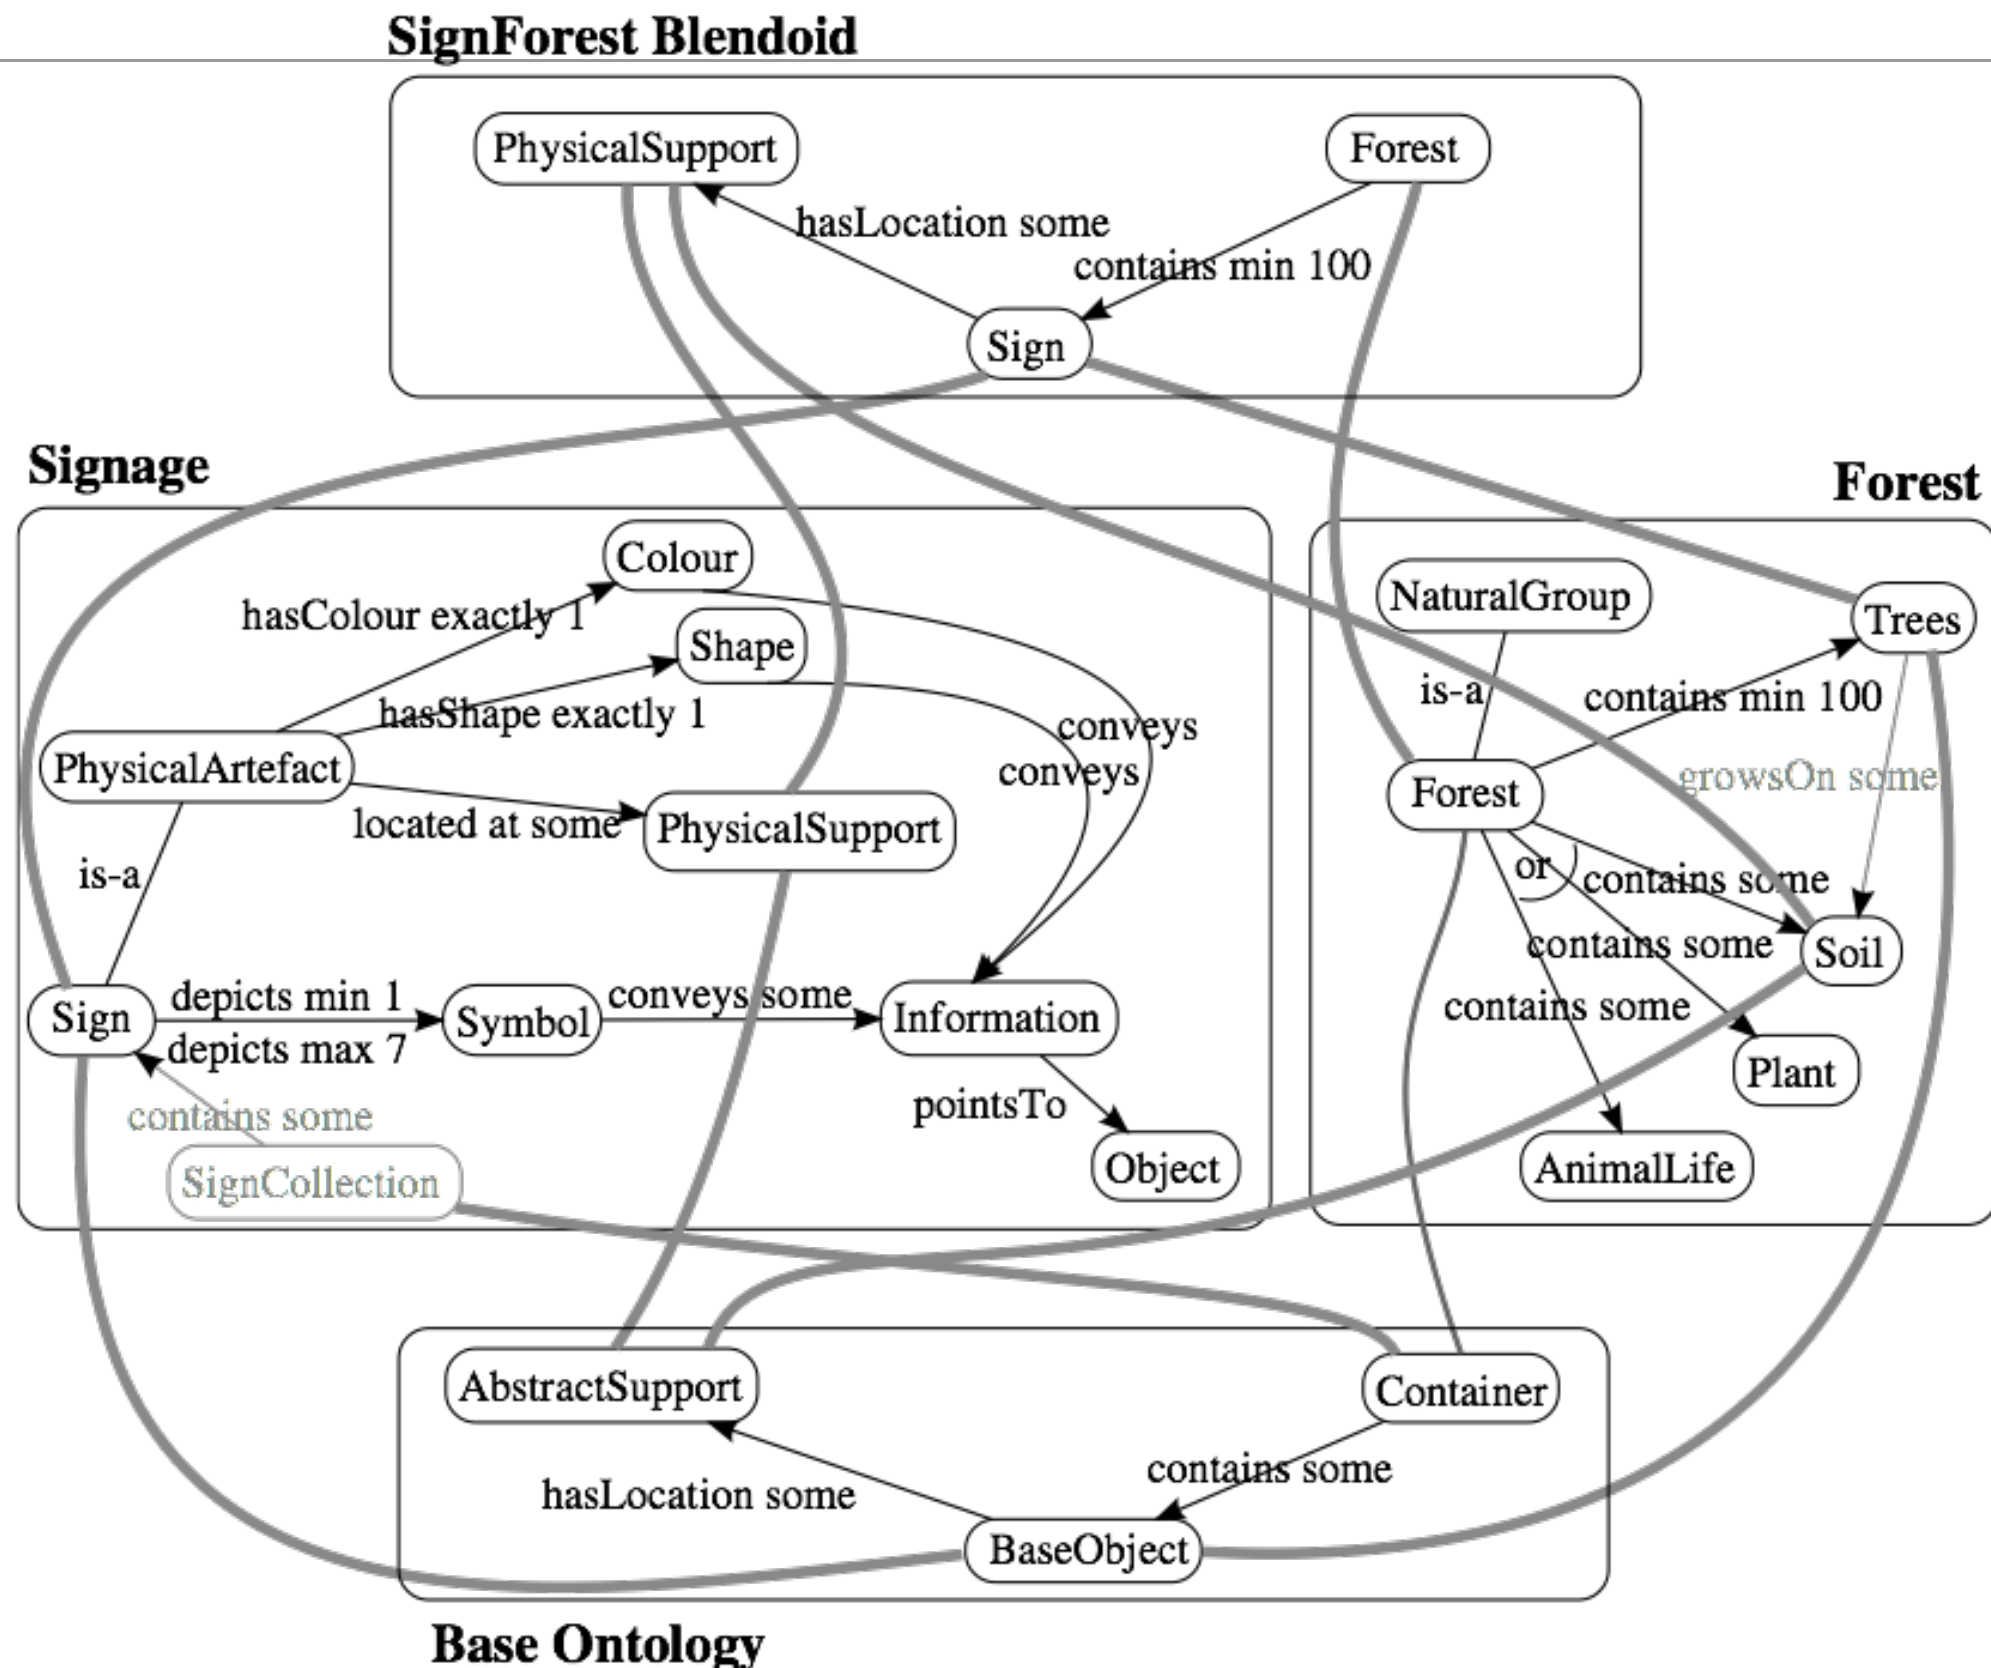 SignForest Blendoid
PhysicalSupport
Forest
hasLocation some
contains min 100
Sign
Signage
Forest
Colour
hasColour exactly 1
Shape
hasShape exactly 1
conveys
conveys
PhysicalArtefact
located at some
PhysicalSupport
is-a
Sign
depicts min 1
depicts max 7
Symbol
conveys some
Information
contains some
SignCollection
pointsTo
Object
NaturalGroup
Trees
is-a
contains min 100
growsOn some
Forest
or
contains some
contains some
contains some
Soil
Plant
AnimalLife
AbstractSupport
Container
hasLocation some
contains some
BaseObject
Base Ontology